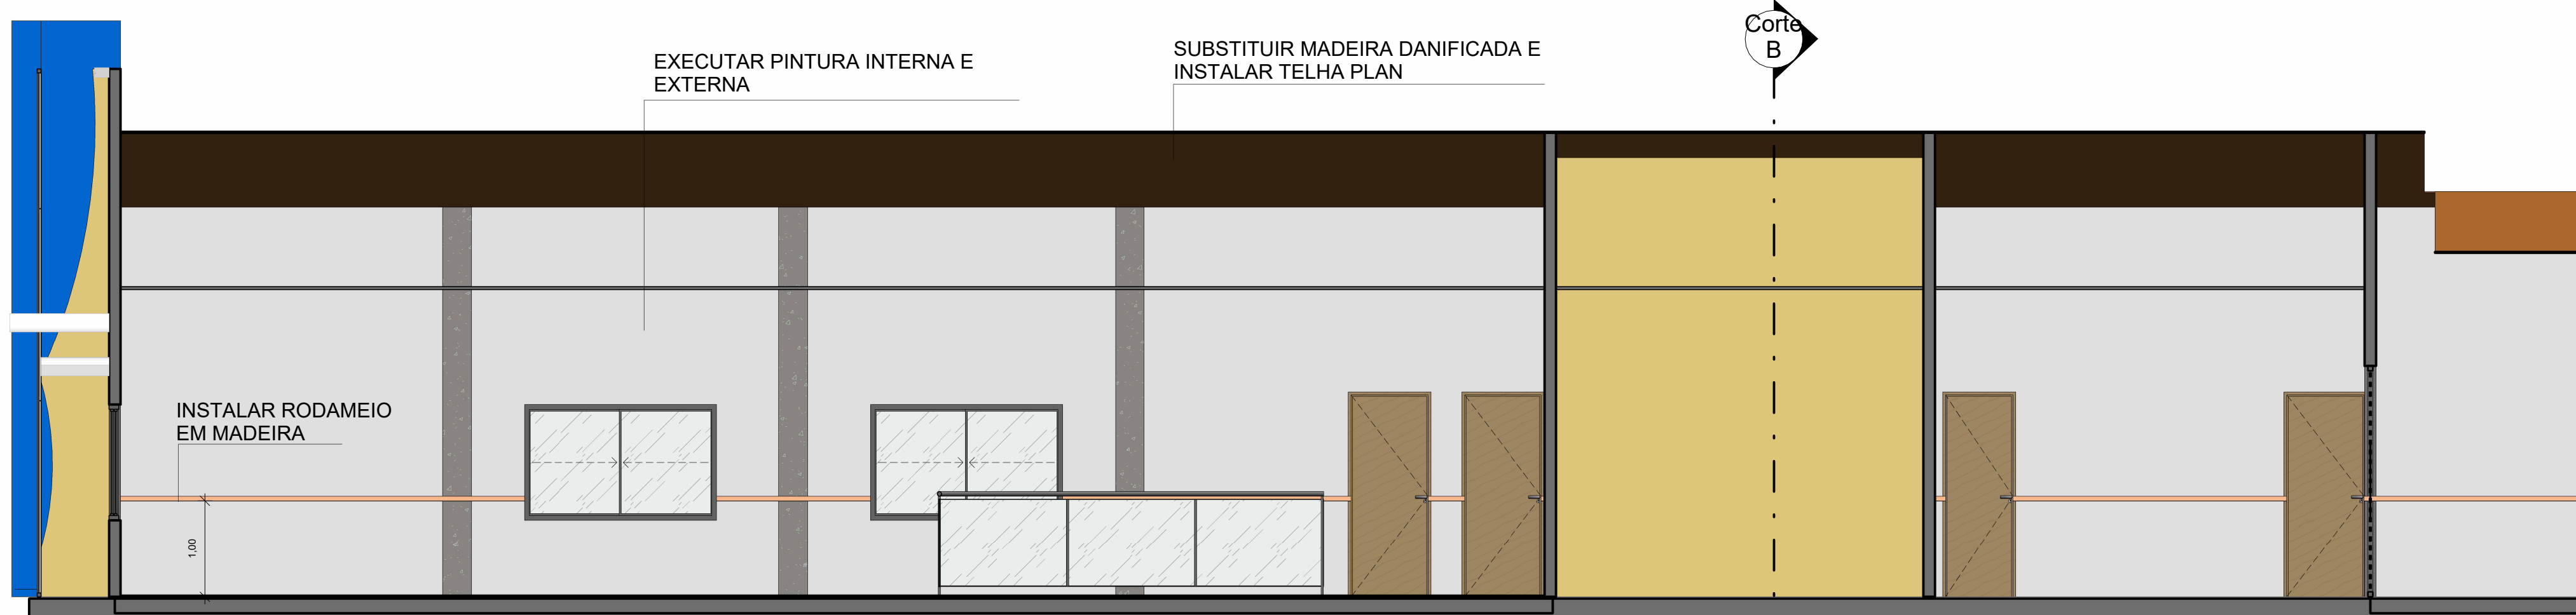 Corte
B
EXECUTAR PINTURA INTERNA E
EXTERNA
SUBSTITUIR MADEIRA DANIFICADA E
INSTALAR TELHA PLAN
INSTALAR RODAMEIO
EM MADEIRA
1,00